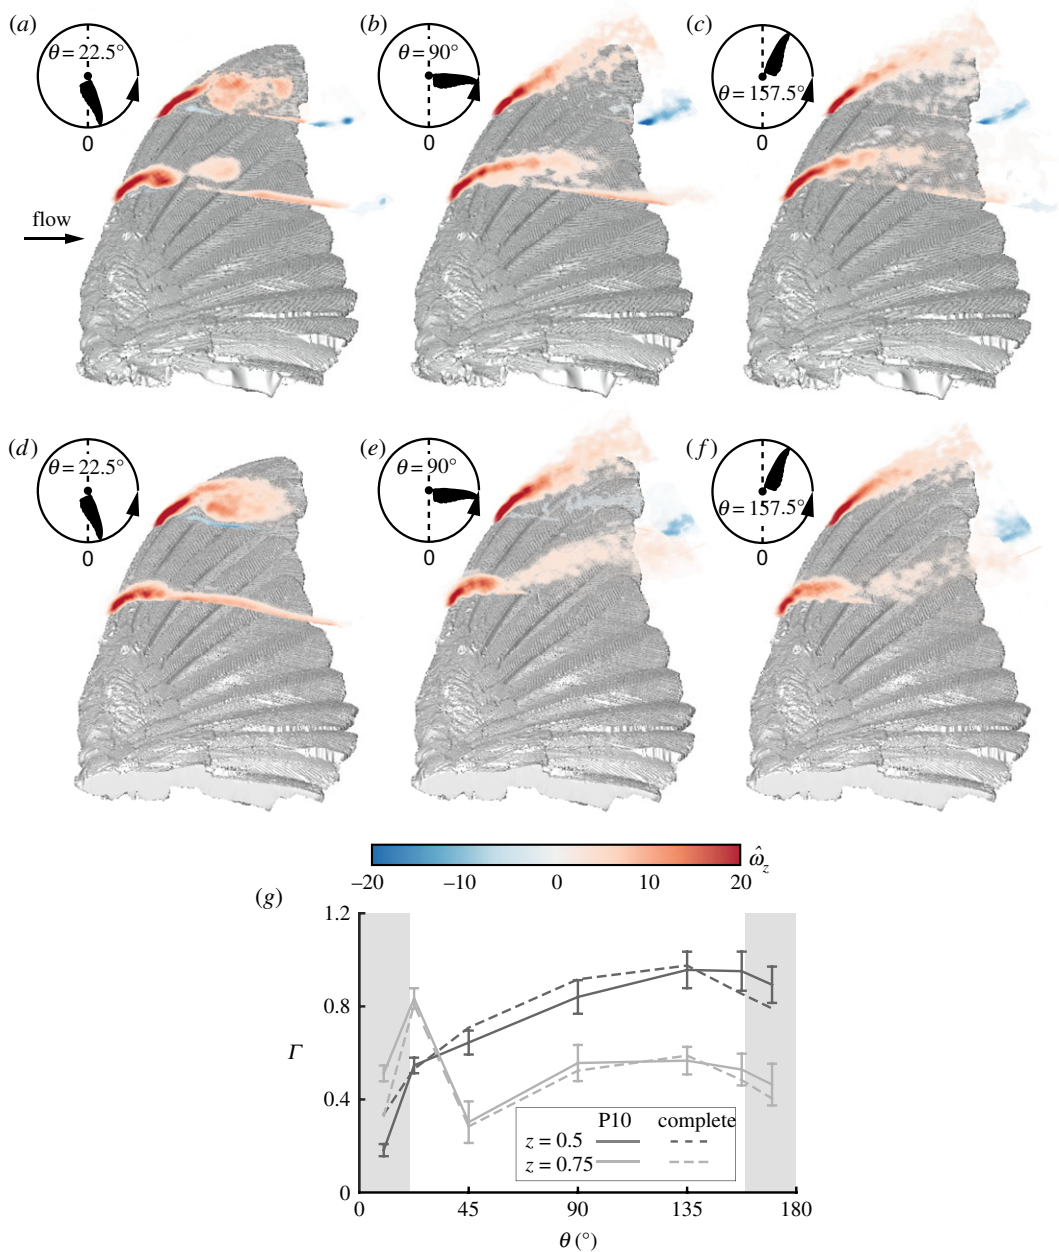 (a) (b) (c)
θ = 22.5° θ = 90° θ = 157.5°
0 0 0
flow
(d) (e) (f)
θ = 22.5° θ = 90° θ = 157.5°
0 0 0
–20 –10 0 10 20 ω̂z
(g)
1.2
0.8
Γ
0.4
0
P10 complete
z = 0.5
z = 0.75
0 45 90 135 180
θ (°)